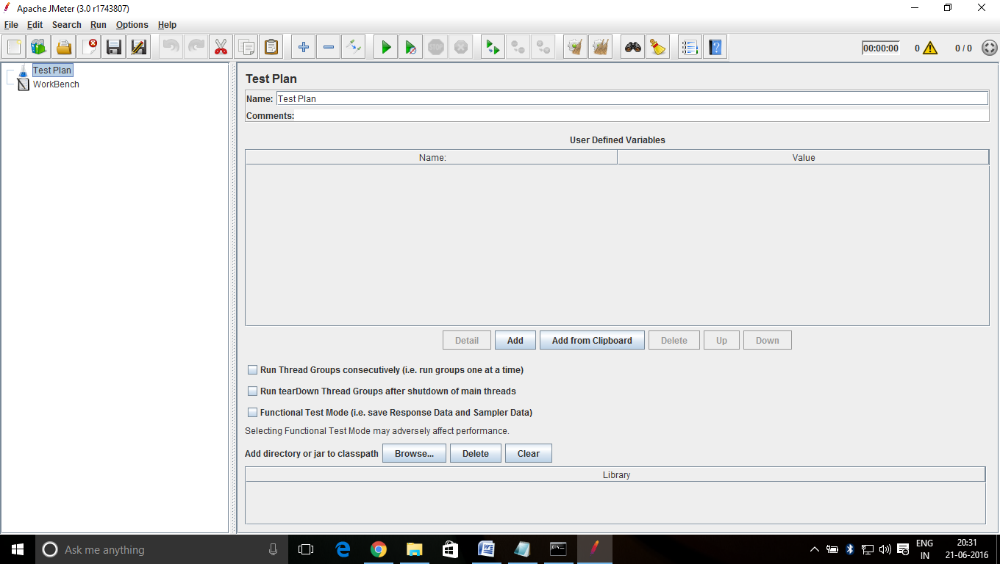 Apache JMeter (3.0 r1743807)
File Edit Search Run Options Help
STOP
00:00:00 0 0 / 0
Test Plan
WorkBench
Test Plan
Name: Test Plan
Comments:
User Defined Variables
Name: Value
Detail Add Add from Clipboard Delete Up Down
Run Thread Groups consecutively (i.e. run groups one at a time)
Run tearDown Thread Groups after shutdown of main threads
Functional Test Mode (i.e. save Response Data and Sampler Data)
Selecting Functional Test Mode may adversely affect performance.
Add directory or jar to classpath Browse... Delete Clear
Library
Ask me anything
ENG
IN
20:31
21-06-2016